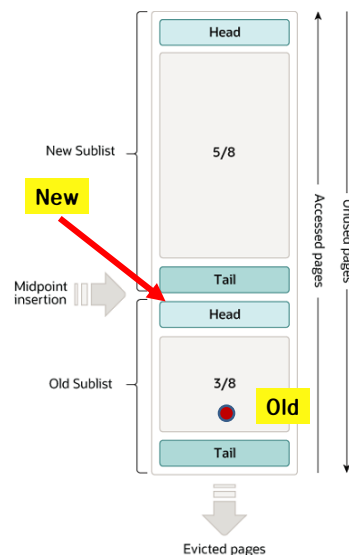 Head
New Sublist
5/8
New
Accessed pages
Unused pages
Tail
Midpoint
insertion
Head
Old Sublist
3/8
Old
Tail
Evicted pages